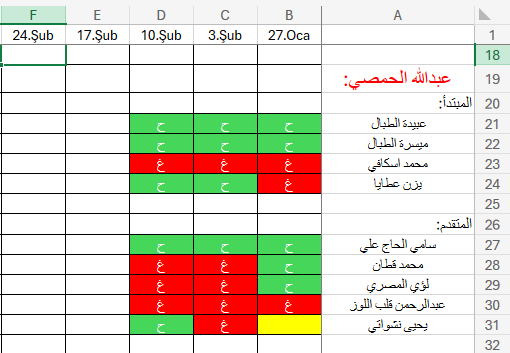 A B C D E F
1 27.Oca 3.Şub 10.Şub 17.Şub 24.Şub
18
19 عبدالله الحمصي:
20 المبتدأ:
21 عبيدة الطبال ح ح ح
22 ميسرة الطبال ح ح ح
23 محمد اسكافي غ غ غ
24 يزن عطايا غ ح ح
25
26 المتقدم:
27 سامي الحاج علي ح ح ح
28 محمد قطان ح غ غ
29 لؤي المصري ح غ غ
30 عبدالرحمن قلب اللوز غ غ غ
31 يحيى نشواتي غ ح
32